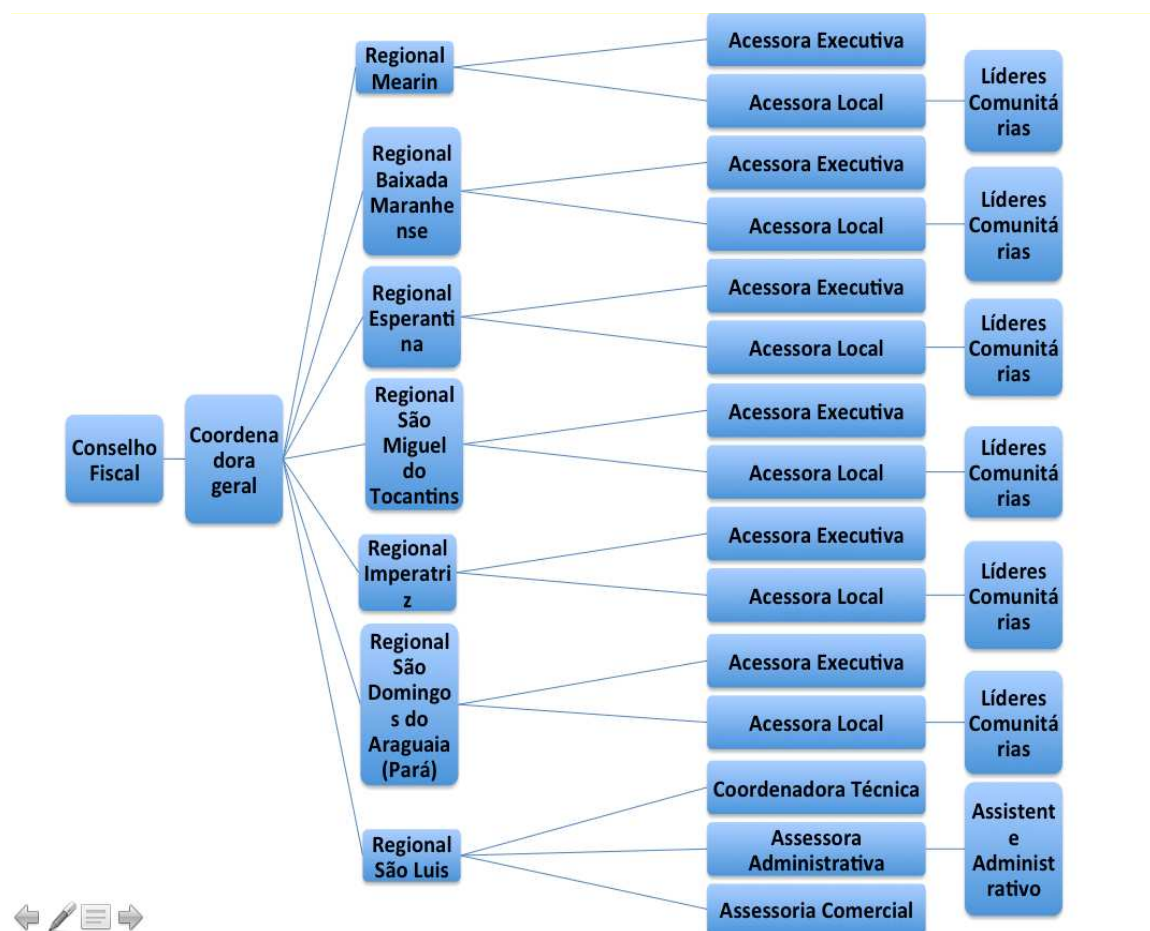 Conselho
Fiscal
Coordena
dora
geral
Regional
Mearin
Acessora Executiva
Acessora Local
Líderes
Comunitá
rias
Regional
Baixada
Maranhe
nse
Acessora Executiva
Acessora Local
Líderes
Comunitá
rias
Regional
Esperanti
na
Acessora Executiva
Acessora Local
Líderes
Comunitá
rias
Regional
São
Miguel
do
Tocantins
Acessora Executiva
Acessora Local
Líderes
Comunitá
rias
Regional
Imperatri
z
Acessora Executiva
Acessora Local
Líderes
Comunitá
rias
Regional
São
Domingo
s do
Araguaia
(Pará)
Acessora Executiva
Acessora Local
Líderes
Comunitá
rias
Regional
São Luis
Coordenadora Técnica
Assessora
Administrativa
Assessoria Comercial
Assistent
e
Administ
rativo